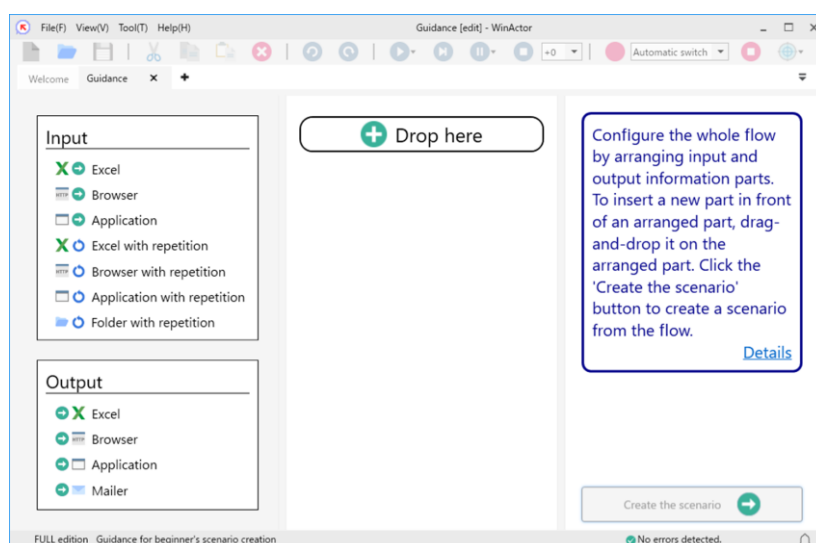 File(F) View(V) Tool(T) Help(H) Guidance [edit] - WinActor
+0 Automatic switch
Welcome Guidance
Input
Excel
Browser
Application
Excel with repetition
Browser with repetition
Application with repetition
Folder with repetition
Output
Excel
Browser
Application
Mailer
Drop here
Configure the whole flow
by arranging input and
output information parts.
To insert a new part in front
of an arranged part, drag-
and-drop it on the
arranged part. Click the
'Create the scenario'
button to create a scenario
from the flow.
Details
Create the scenario
FULL edition Guidance for beginner's scenario creation No errors detected.